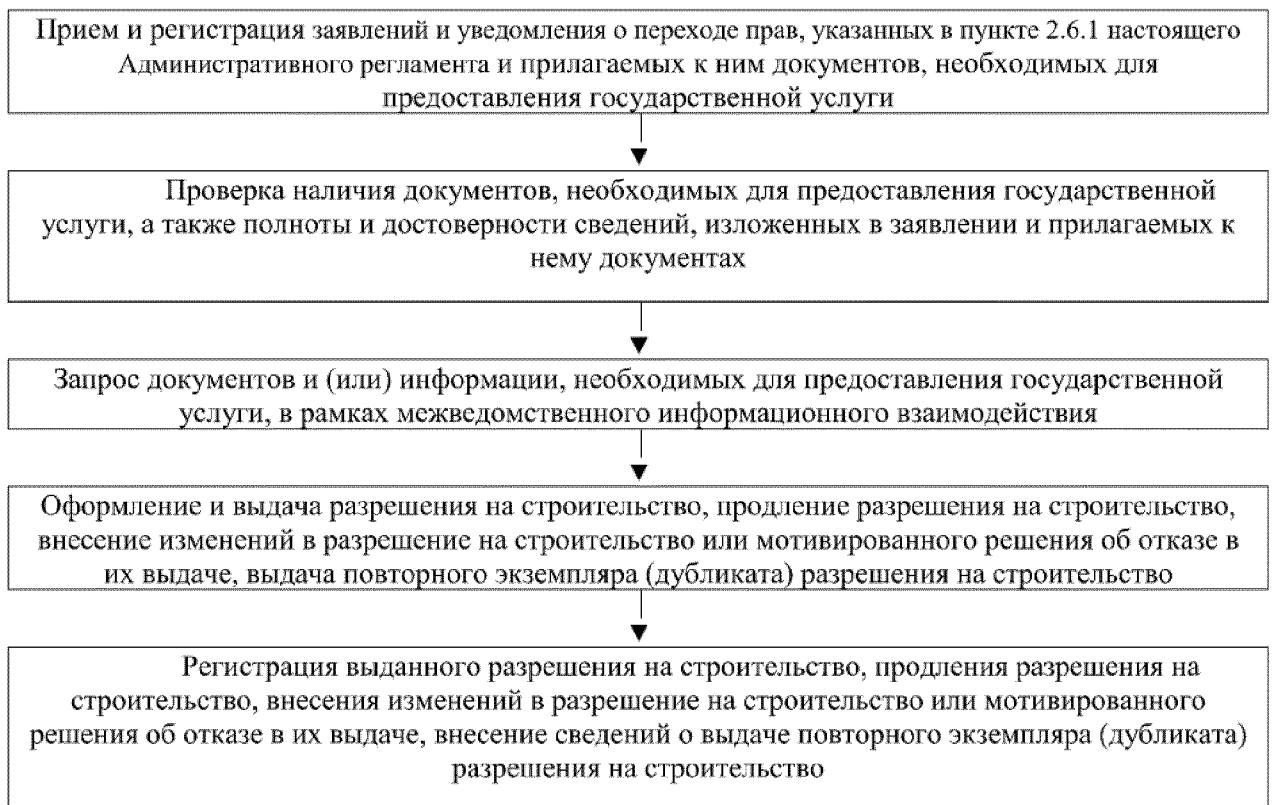 Прием и регистрация заявлений и уведомления о переходе прав, указанных в пункте 2.6.1 настоящего
Административного регламента и прилагаемых к ним документов, необходимых для
предоставления государственной услуги
Проверка наличия документов, необходимых для предоставления государственной
услуги, а также полноты и достоверности сведений, изложенных в заявлении и прилагаемых к
нему документах
Запрос документов и (или) информации, необходимых для предоставления государственной
услуги, в рамках межведомственного информационного взаимодействия
Оформление и выдача разрешения на строительство, продление разрешения на строительство,
внесение изменений в разрешение на строительство или мотивированного решения об отказе в
их выдаче, выдача повторного экземпляра (дубликата) разрешения на строительство
Регистрация выданного разрешения на строительство, продления разрешения на
строительство, внесения изменений в разрешение на строительство или мотивированного
решения об отказе в их выдаче, внесение сведений о выдаче повторного экземпляра (дубликата)
разрешения на строительство